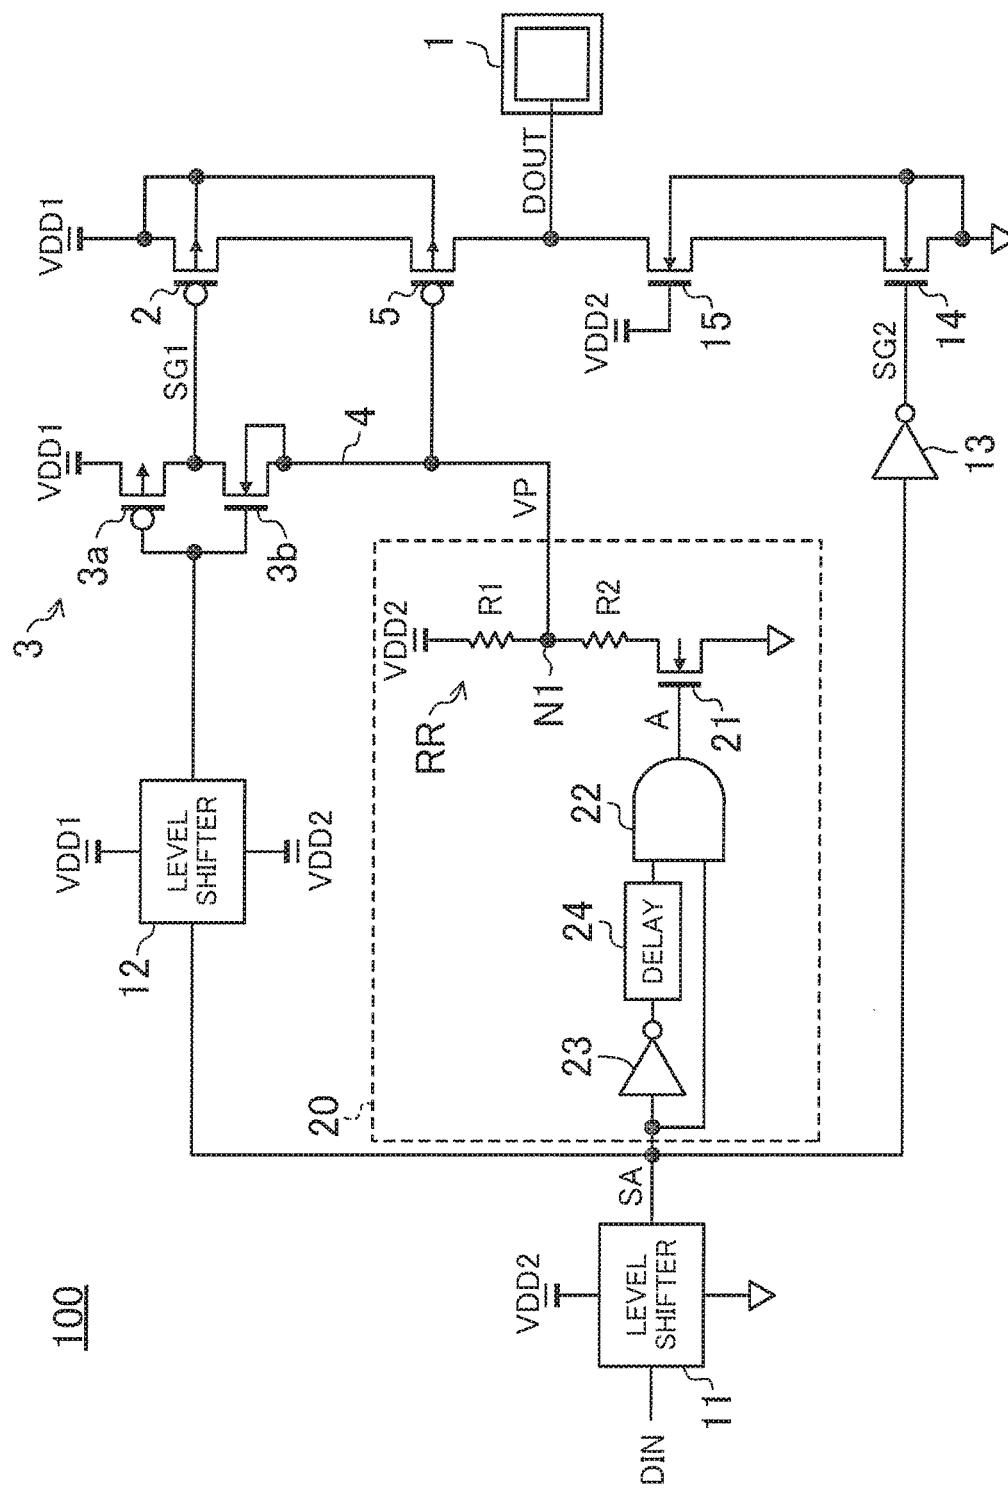 100
DIN
11
LEVEL
SHIFTER
VDD2
SA
12
LEVEL
SHIFTER
VDD1
VDD2
20
23
24
DELAY
22
A
21
RR
VDD2
R1
N1
R2
VP
3
3a
3b
VDD1
4
SG1
2
VDD1
5
VDD2
15
SG2
14
13
DOUT
1